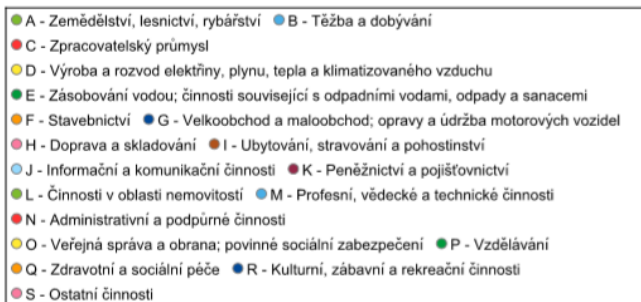 A - Zemědělství, lesnictví, rybářství B - Těžba a dobývání
C - Zpracovatelský průmysl
D - Výroba a rozvod elektřiny, plynu, tepla a klimatizovaného vzduchu
E - Zásobování vodou; činnosti související s odpadními vodami, odpady a sanacemi
F - Stavebnictví G - Velkoobchod a maloobchod; opravy a údržba motorových vozidel
H - Doprava a skladování I - Ubytování, stravování a pohostinství
J - Informační a komunikační činnosti K - Peněžnictví a pojišťovnictví
L - Činnosti v oblasti nemovitostí M - Profesní, vědecké a technické činnosti
N - Administrativní a podpůrné činnosti
O - Veřejná správa a obrana; povinné sociální zabezpečení P - Vzdělávání
Q - Zdravotní a sociální péče R - Kulturní, zábavní a rekreační činnosti
S - Ostatní činnosti